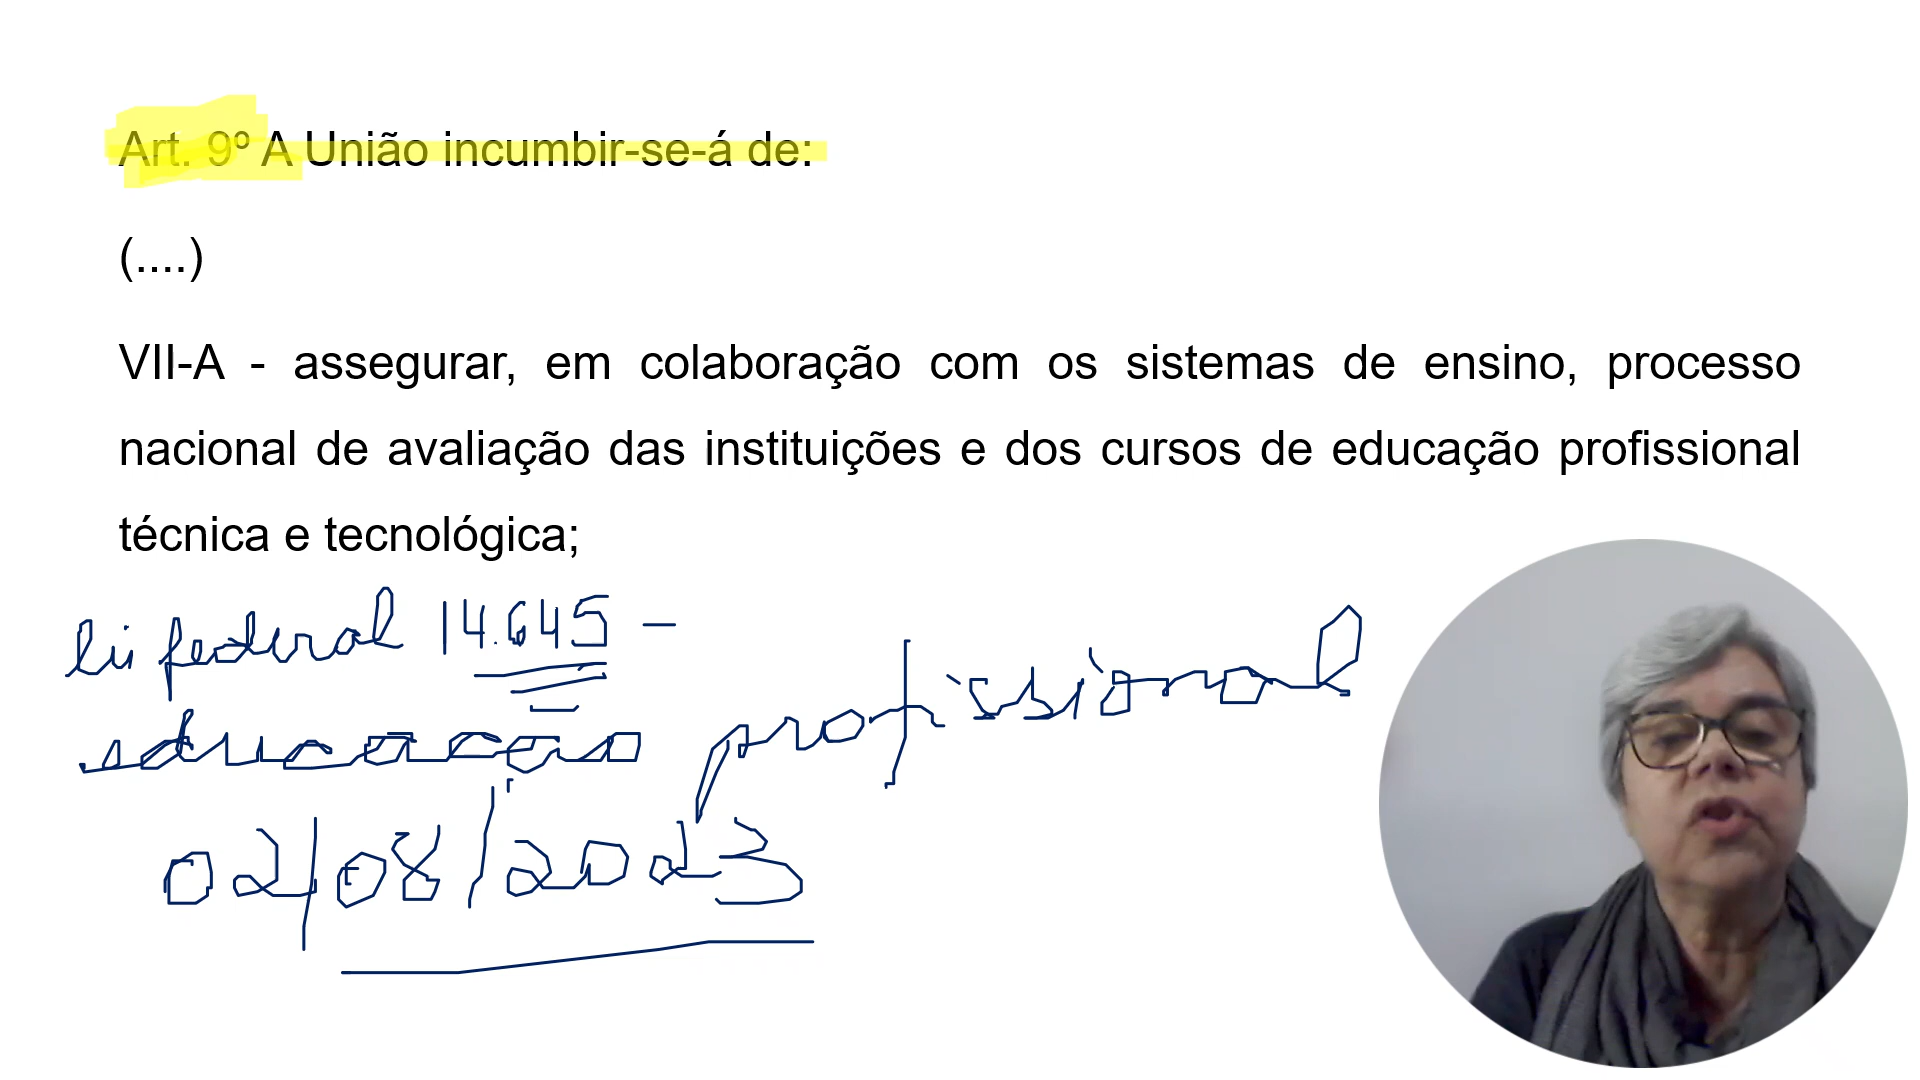 Art. 9º A União incumbir-se-á de:
(....)
VII-A - assegurar, em colaboração com os sistemas de ensino, processo
nacional de avaliação das instituições e dos cursos de educação profissional
técnica e tecnológica;
lei federal 14.645 –
educação profissional
02/08/2023